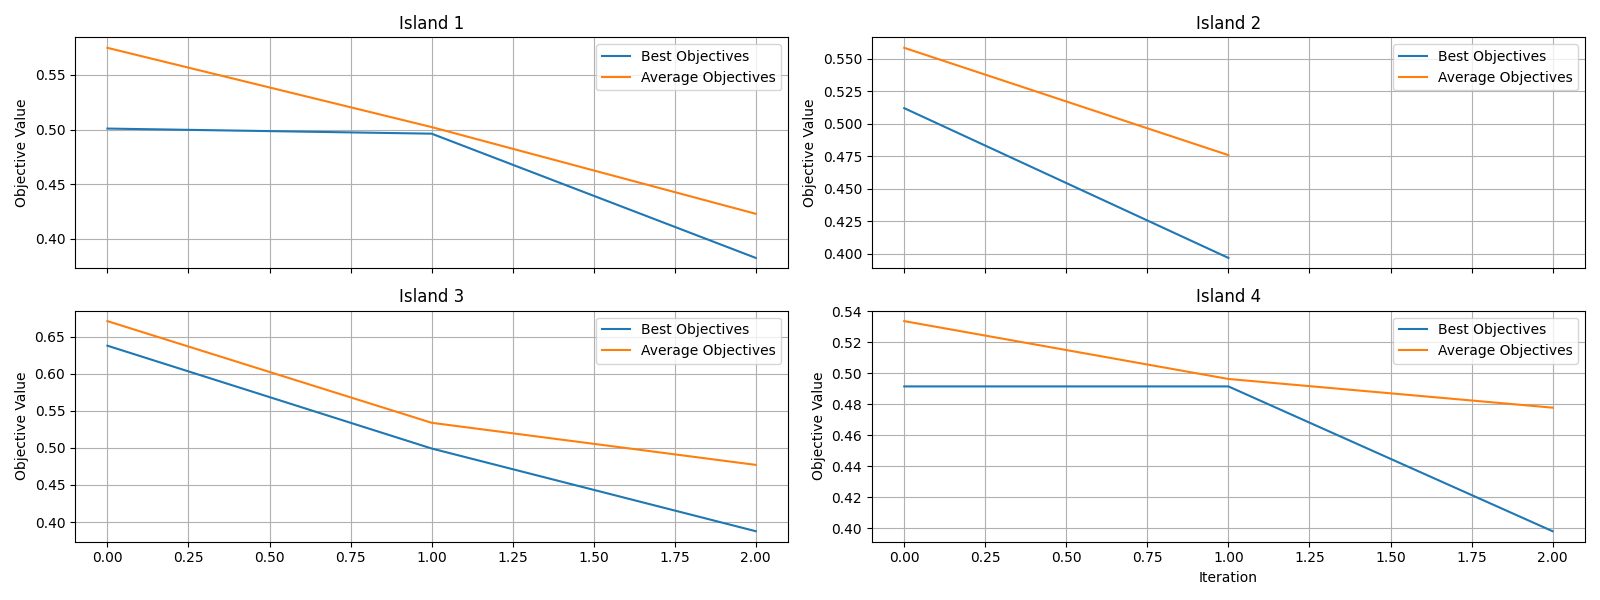 Island 1
Objective Value
0.55
0.50
0.45
0.40
Best Objectives
Average Objectives
Island 2
Objective Value
0.550
0.525
0.500
0.475
0.450
0.425
0.400
Best Objectives
Average Objectives
Island 3
Objective Value
0.65
0.60
0.55
0.50
0.45
0.40
Best Objectives
Average Objectives
0.00 0.25 0.50 0.75 1.00 1.25 1.50 1.75 2.00
Island 4
Objective Value
0.54
0.52
0.50
0.48
0.46
0.44
0.42
0.40
Best Objectives
Average Objectives
0.00 0.25 0.50 0.75 1.00 1.25 1.50 1.75 2.00
Iteration